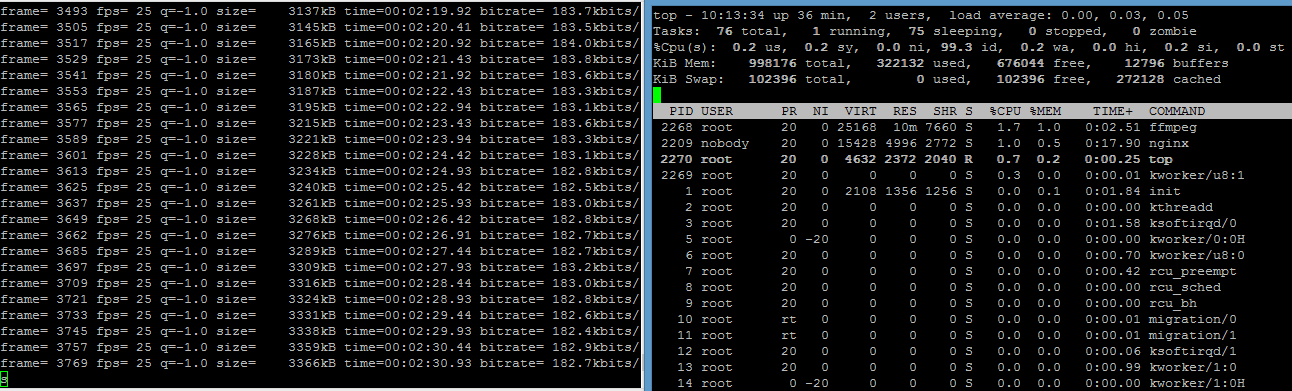 frame= 3493 fps= 25 q=-1.0 size=    3137kB time=00:02:19.92 bitrate= 183.7kbits/
frame= 3505 fps= 25 q=-1.0 size=    3145kB time=00:02:20.41 bitrate= 183.5kbits/
frame= 3517 fps= 25 q=-1.0 size=    3165kB time=00:02:20.92 bitrate= 184.0kbits/
frame= 3529 fps= 25 q=-1.0 size=    3173kB time=00:02:21.43 bitrate= 183.8kbits/
frame= 3541 fps= 25 q=-1.0 size=    3180kB time=00:02:21.92 bitrate= 183.6kbits/
frame= 3553 fps= 25 q=-1.0 size=    3187kB time=00:02:22.43 bitrate= 183.3kbits/
frame= 3565 fps= 25 q=-1.0 size=    3195kB time=00:02:22.94 bitrate= 183.1kbits/
frame= 3577 fps= 25 q=-1.0 size=    3215kB time=00:02:23.43 bitrate= 183.6kbits/
frame= 3589 fps= 25 q=-1.0 size=    3221kB time=00:02:23.94 bitrate= 183.3kbits/
frame= 3601 fps= 25 q=-1.0 size=    3228kB time=00:02:24.42 bitrate= 183.1kbits/
frame= 3613 fps= 25 q=-1.0 size=    3234kB time=00:02:24.93 bitrate= 182.8kbits/
frame= 3625 fps= 25 q=-1.0 size=    3240kB time=00:02:25.42 bitrate= 182.5kbits/
frame= 3637 fps= 25 q=-1.0 size=    3261kB time=00:02:25.93 bitrate= 183.0kbits/
frame= 3649 fps= 25 q=-1.0 size=    3268kB time=00:02:26.42 bitrate= 182.8kbits/
frame= 3662 fps= 25 q=-1.0 size=    3276kB time=00:02:26.91 bitrate= 182.7kbits/
frame= 3685 fps= 25 q=-1.0 size=    3289kB time=00:02:27.44 bitrate= 182.7kbits/
frame= 3697 fps= 25 q=-1.0 size=    3309kB time=00:02:27.93 bitrate= 183.2kbits/
frame= 3709 fps= 25 q=-1.0 size=    3316kB time=00:02:28.44 bitrate= 183.0kbits/
frame= 3721 fps= 25 q=-1.0 size=    3324kB time=00:02:28.93 bitrate= 182.8kbits/
frame= 3733 fps= 25 q=-1.0 size=    3331kB time=00:02:29.44 bitrate= 182.6kbits/
frame= 3745 fps= 25 q=-1.0 size=    3338kB time=00:02:29.93 bitrate= 182.4kbits/
frame= 3757 fps= 25 q=-1.0 size=    3359kB time=00:02:30.44 bitrate= 182.9kbits/
frame= 3769 fps= 25 q=-1.0 size=    3366kB time=00:02:30.93 bitrate= 182.7kbits/
s
top - 10:13:34 up 36 min,  2 users,  load average: 0.00, 0.03, 0.05
Tasks:  76 total,   1 running,  75 sleeping,   0 stopped,   0 zombie
%Cpu(s):  0.2 us,  0.2 sy,  0.0 ni, 99.3 id,  0.2 wa,  0.0 hi,  0.2 si,  0.0 st
KiB Mem:    998176 total,   322132 used,   676044 free,    12796 buffers
KiB Swap:   102396 total,        0 used,   102396 free,   272128 cached
PID USER      PR  NI  VIRT  RES  SHR S  %CPU %MEM    TIME+  COMMAND
2268 root      20   0 25168  10m 7660 S   1.7  1.0   0:02.51 ffmpeg
2209 nobody    20   0 15428 4996 2772 S   1.0  0.5   0:17.90 nginx
2270 root      20   0  4632 2372 2040 R   0.7  0.2   0:00.25 top
2269 root      20   0     0    0    0 S   0.3  0.0   0:00.01 kworker/u8:1
1 root      20   0  2108 1356 1256 S   0.0  0.1   0:01.84 init
2 root      20   0     0    0    0 S   0.0  0.0   0:00.00 kthreadd
3 root      20   0     0    0    0 S   0.0  0.0   0:01.58 ksoftirqd/0
5 root       0 -20     0    0    0 S   0.0  0.0   0:00.00 kworker/0:0H
6 root      20   0     0    0    0 S   0.0  0.0   0:00.70 kworker/u8:0
7 root      20   0     0    0    0 S   0.0  0.0   0:00.42 rcu_preempt
8 root      20   0     0    0    0 S   0.0  0.0   0:00.00 rcu_sched
9 root      20   0     0    0    0 S   0.0  0.0   0:00.00 rcu_bh
10 root      rt   0     0    0    0 S   0.0  0.0   0:00.01 migration/0
11 root      rt   0     0    0    0 S   0.0  0.0   0:00.01 migration/1
12 root      20   0     0    0    0 S   0.0  0.0   0:00.06 ksoftirqd/1
13 root      20   0     0    0    0 S   0.0  0.0   0:00.99 kworker/1:0
14 root       0 -20     0    0    0 S   0.0  0.0   0:00.00 kworker/1:0H